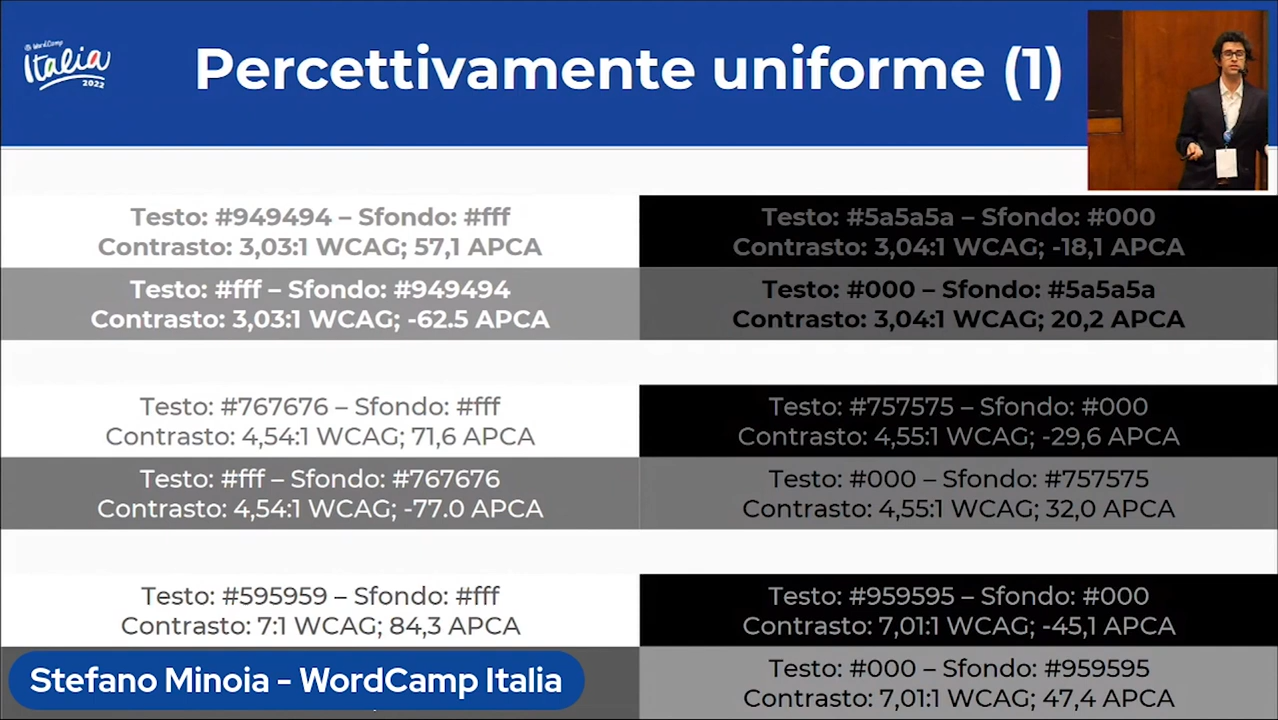 WordCamp
Italia
2022
Percettivamente uniforme (1)
Testo: #949494 – Sfondo: #fff
Contrasto: 3,03:1 WCAG; 57,1 APCA
Testo: #5a5a5a – Sfondo: #000
Contrasto: 3,04:1 WCAG; -18,1 APCA
Testo: #fff – Sfondo: #949494
Contrasto: 3,03:1 WCAG; -62.5 APCA
Testo: #000 – Sfondo: #5a5a5a
Contrasto: 3,04:1 WCAG; 20,2 APCA
Testo: #767676 – Sfondo: #fff
Contrasto: 4,54:1 WCAG; 71,6 APCA
Testo: #757575 – Sfondo: #000
Contrasto: 4,55:1 WCAG; -29,6 APCA
Testo: #fff – Sfondo: #767676
Contrasto: 4,54:1 WCAG; -77.0 APCA
Testo: #000 – Sfondo: #757575
Contrasto: 4,55:1 WCAG; 32,0 APCA
Testo: #595959 – Sfondo: #fff
Contrasto: 7:1 WCAG; 84,3 APCA
Testo: #959595 – Sfondo: #000
Contrasto: 7,01:1 WCAG; -45,1 APCA
Stefano Minoia - WordCamp Italia
Testo: #000 – Sfondo: #959595
Contrasto: 7,01:1 WCAG; 47,4 APCA